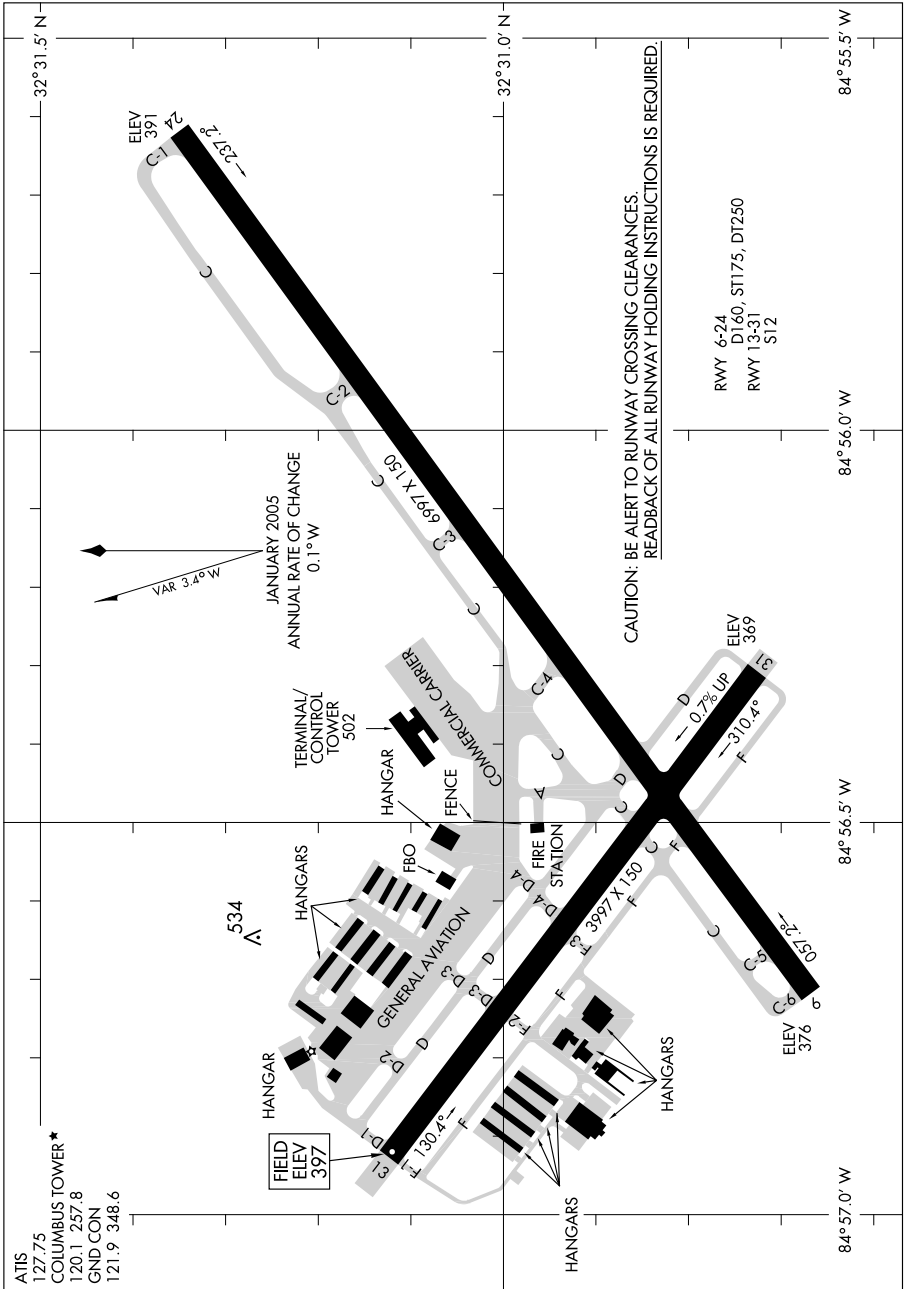 ATIS
127.75
COLUMBUS TOWER★
120.1 257.8
GND CON
121.9 348.6
32°31.5' N
32°31.0' N
84°55.5' W
84°56.0' W
84°56.5' W
84°57.0' W
ELEV
391
24
237.2°
C-1
C
C-2
C
6997 X 150
C-3
C
VAR 3.4° W
JANUARY 2005
ANNUAL RATE OF CHANGE
0.1° W
CAUTION: BE ALERT TO RUNWAY CROSSING CLEARANCES.
READBACK OF ALL RUNWAY HOLDING INSTRUCTIONS IS REQUIRED.
RWY 6-24
D160, ST175, DT250
RWY 13-31
S12
TERMINAL/
CONTROL
TOWER
502
COMMERCIAL CARRIER
HANGAR
FENCE
FBO
HANGARS
534
GENERAL AVIATION
HANGAR
FIELD
ELEV
397
13
130.4°
D-1
D-2
D
D-3
D-3
D
D-4
D-4
FIRE
STATION
A
C-4
C
D
C
D
0.7% UP
310.4°
ELEV
369
31
F
3997 X 150
C
F
F
F-3
F
F-2
F
F
C
C-5
C-6
057.2°
6
ELEV
376
HANGARS
HANGARS